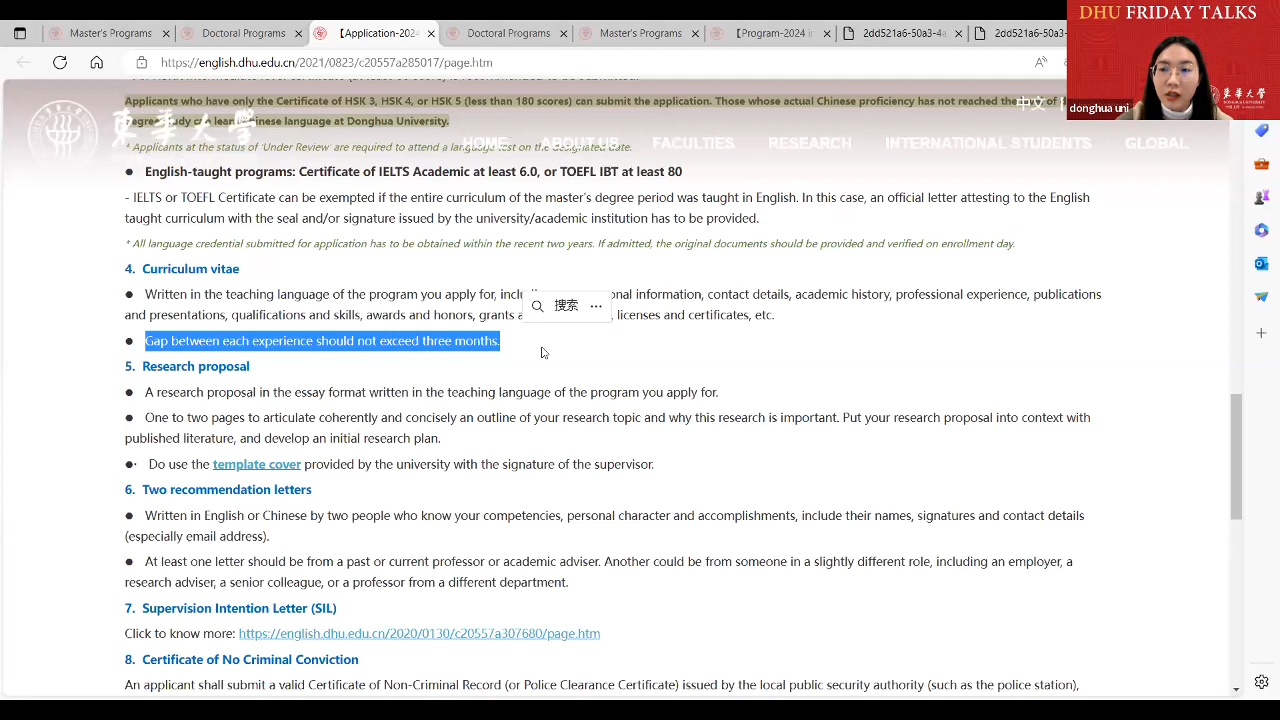 DHU FRIDAY TALKS
Master's Programs
Doctoral Programs
【Application-2024
Doctoral Programs
Master's Programs
【Program-2024 in
2dd521a6-50a3-4a
2dd521a6-50a3
https://english.dhu.edu.cn/2021/0823/c20557a285017/page.htm
donghua uni
Applicants who have only the Certificate of HSK 3, HSK 4, or HSK 5 (less than 180 scores) can submit the application. Those whose actual Chinese proficiency has not reached the
東華大學
中文
HOME
ABOUT US
FACULTIES
RESEARCH
INTERNATIONAL STUDENTS
GLOBAL
* Applicants at the status of 'Under Review' are required to attend a language test on the designated date.
● English-taught programs: Certificate of IELTS Academic at least 6.0, or TOEFL IBT at least 80
- IELTS or TOEFL Certificate can be exempted if the entire curriculum of the master's degree period was taught in English. In this case, an official letter attesting to the English
taught curriculum with the seal and/or signature issued by the university/academic institution has to be provided.
* All language credential submitted for application has to be obtained within the recent two years. If admitted, the original documents should be provided and verified on enrollment day.
4. Curriculum vitae
● Written in the teaching language of the program you apply for, onal information, contact details, academic history, professional experience, publications
and presentations, qualifications and skills, awards and honors, grants licenses and certificates, etc.
搜索 ···
● Gap between each experience should not exceed three months.
5. Research proposal
● A research proposal in the essay format written in the teaching language of the program you apply for.
● One to two pages to articulate coherently and concisely an outline of your research topic and why this research is important. Put your research proposal into context with
published literature, and develop an initial research plan.
●· Do use the template cover provided by the university with the signature of the supervisor.
6. Two recommendation letters
● Written in English or Chinese by two people who know your competencies, personal character and accomplishments, include their names, signatures and contact details
(especially email address).
● At least one letter should be from a past or current professor or academic adviser. Another could be from someone in a slightly different role, including an employer, a
research adviser, a senior colleague, or a professor from a different department.
7. Supervision Intention Letter (SIL)
Click to know more: https://english.dhu.edu.cn/2020/0130/c20557a307680/page.htm
8. Certificate of No Criminal Conviction
An applicant shall submit a valid Certificate of Non-Criminal Record (or Police Clearance Certificate) issued by the local public security authority (such as the police station),